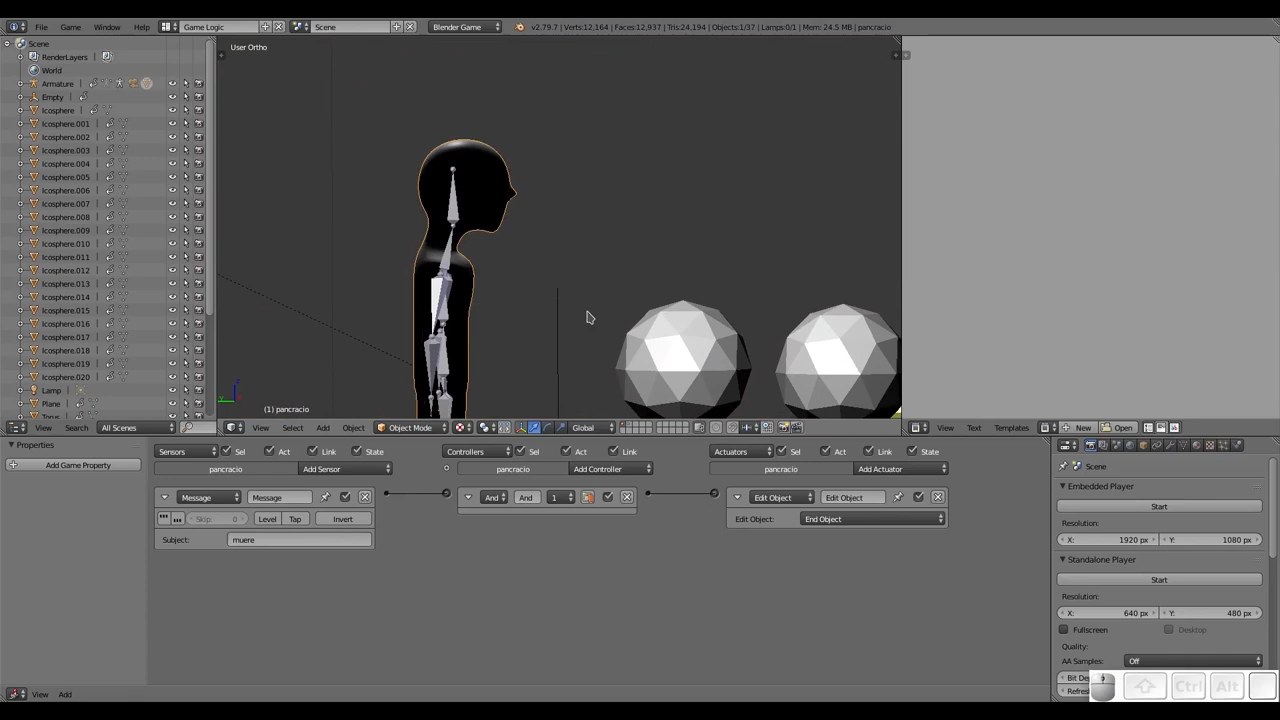 File Game Window Help Game Logic Scene Blender Game v2.79.7 | Verts:12,164 | Faces:12,937 | Tris:24,194 | Objects:1/37 | Lamps:0/1 | Mem: 24.5 MB | pancracio
Scene
RenderLayers
World
Armature
Empty
Icosphere
Icosphere.001
Icosphere.002
Icosphere.003
Icosphere.004
Icosphere.005
Icosphere.006
Icosphere.007
Icosphere.008
Icosphere.009
Icosphere.010
Icosphere.011
Icosphere.012
Icosphere.013
Icosphere.014
Icosphere.015
Icosphere.016
Icosphere.017
Icosphere.018
Icosphere.019
Icosphere.020
Lamp
Plane
User Ortho
(1) pancracio
View Search All Scenes
View Select Add Object Mode Global
View Text Templates New Open
Properties
Add Game Property
Sensors Sel Act Link State
pancracio Add Sensor
Message Message
Skip: 0 Level Tap Invert
Subject: muere
Controllers Sel Act Link
pancracio Add Controller
And And 1
Actuators Sel Act Link State
pancracio Add Actuator
Edit Object Edit Object
Edit Object: End Object
Scene
Embedded Player
Start
Resolution:
X: 1920 px Y: 1080 px
Standalone Player
Start
Resolution:
X: 640 px Y: 480 px
Fullscreen Desktop
Quality:
AA Samples: Off
Ctrl Alt
View Add